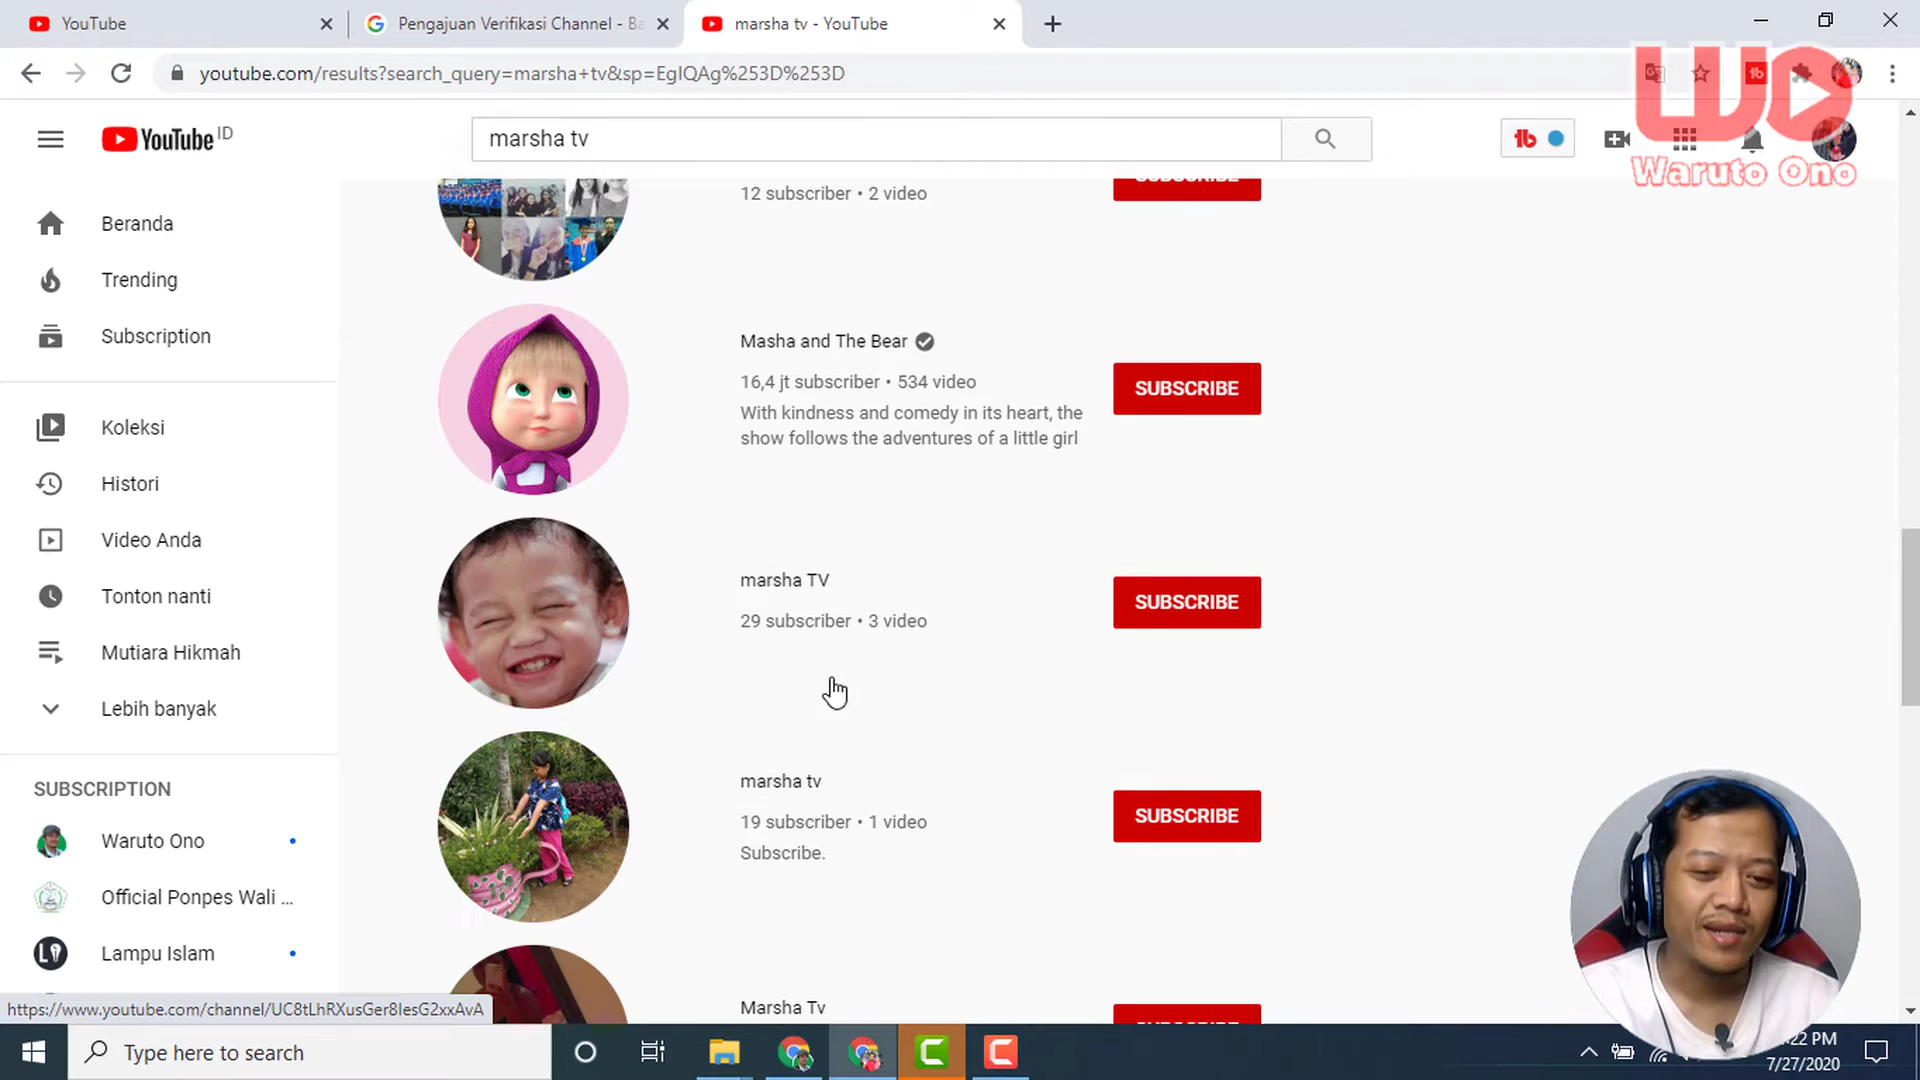 YouTube
Pengajuan Verifikasi Channel - Ba
marsha tv - YouTube
youtube.com/results?search_query=marsha+tv&sp=EgIQAg%253D%253D
YouTube ID
marsha tv
Waruto Ono
Beranda
Trending
Subscription
Koleksi
Histori
Video Anda
Tonton nanti
Mutiara Hikmah
Lebih banyak
SUBSCRIPTION
Waruto Ono
Official Ponpes Wali ...
Lampu Islam
12 subscriber • 2 video
SUBSCRIBE
Masha and The Bear
16,4 jt subscriber • 534 video
With kindness and comedy in its heart, the
show follows the adventures of a little girl
SUBSCRIBE
marsha TV
29 subscriber • 3 video
SUBSCRIBE
marsha tv
19 subscriber • 1 video
Subscribe.
SUBSCRIBE
Marsha Tv
SUBSCRIBE
https://www.youtube.com/channel/UC8tLhRXusGer8IesG2xxAvA
Type here to search
:22 PM
7/27/2020